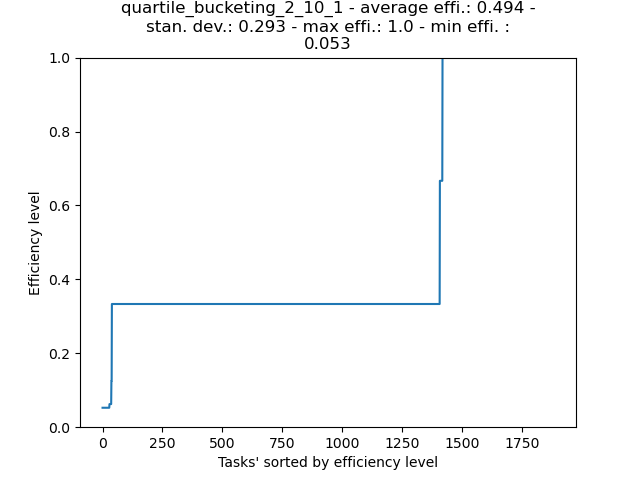 quartile_bucketing_2_10_1 - average effi.: 0.494 -
stan. dev.: 0.293 - max effi.: 1.0 - min effi. :
0.053
1.0
0.8
0.6
0.4
0.2
0.0
Efficiency level
0 250 500 750 1000 1250 1500 1750
Tasks' sorted by efficiency level